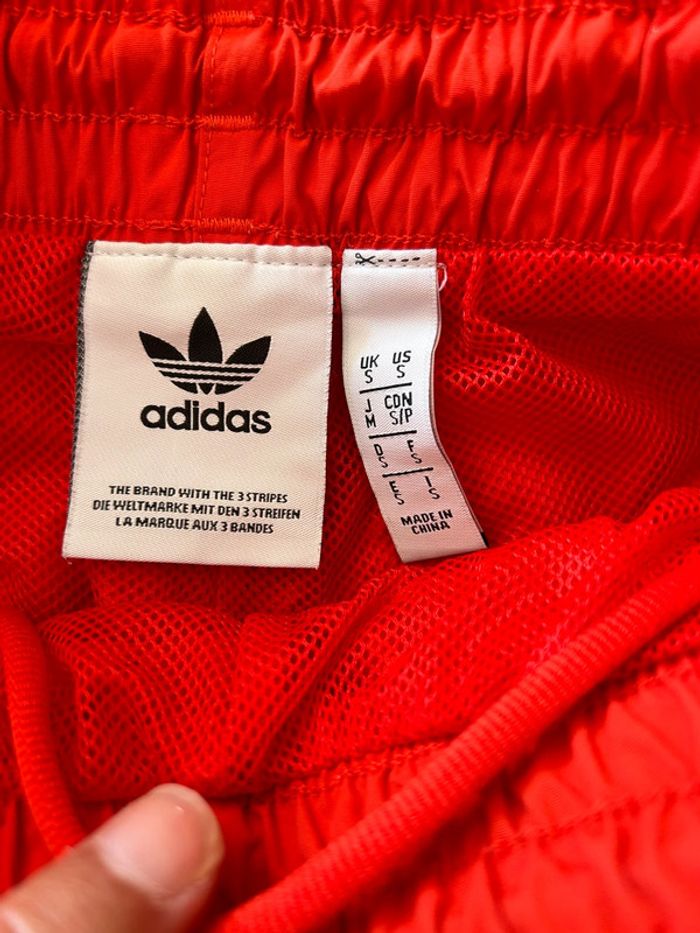 adidas
THE BRAND WITH THE 3 STRIPES
DIE WELTMARKE MIT DEN 3 STREIFEN
LA MARQUE AUX 3 BANDES
UK US
S S
J CDN
M S/P
D F
S S
E I
S S
MADE IN
CHINA